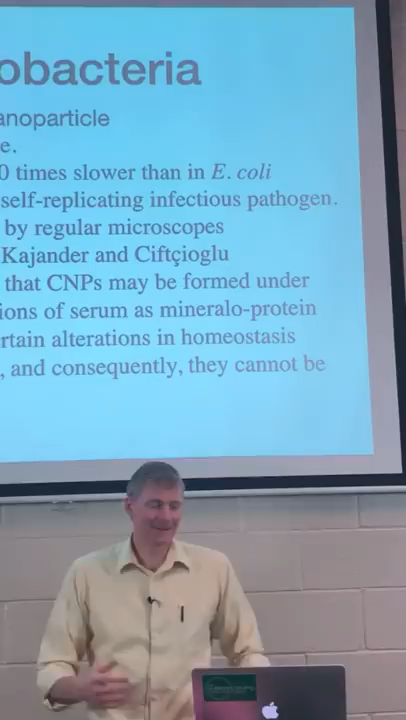 obacteria
anoparticle
e.
0 times slower than in E. coli
self-replicating infectious pathogen.
by regular microscopes
Kajander and Ciftçioglu
that CNPs may be formed under
ions of serum as mineralo-protein
rtain alterations in homeostasis
, and consequently, they cannot be